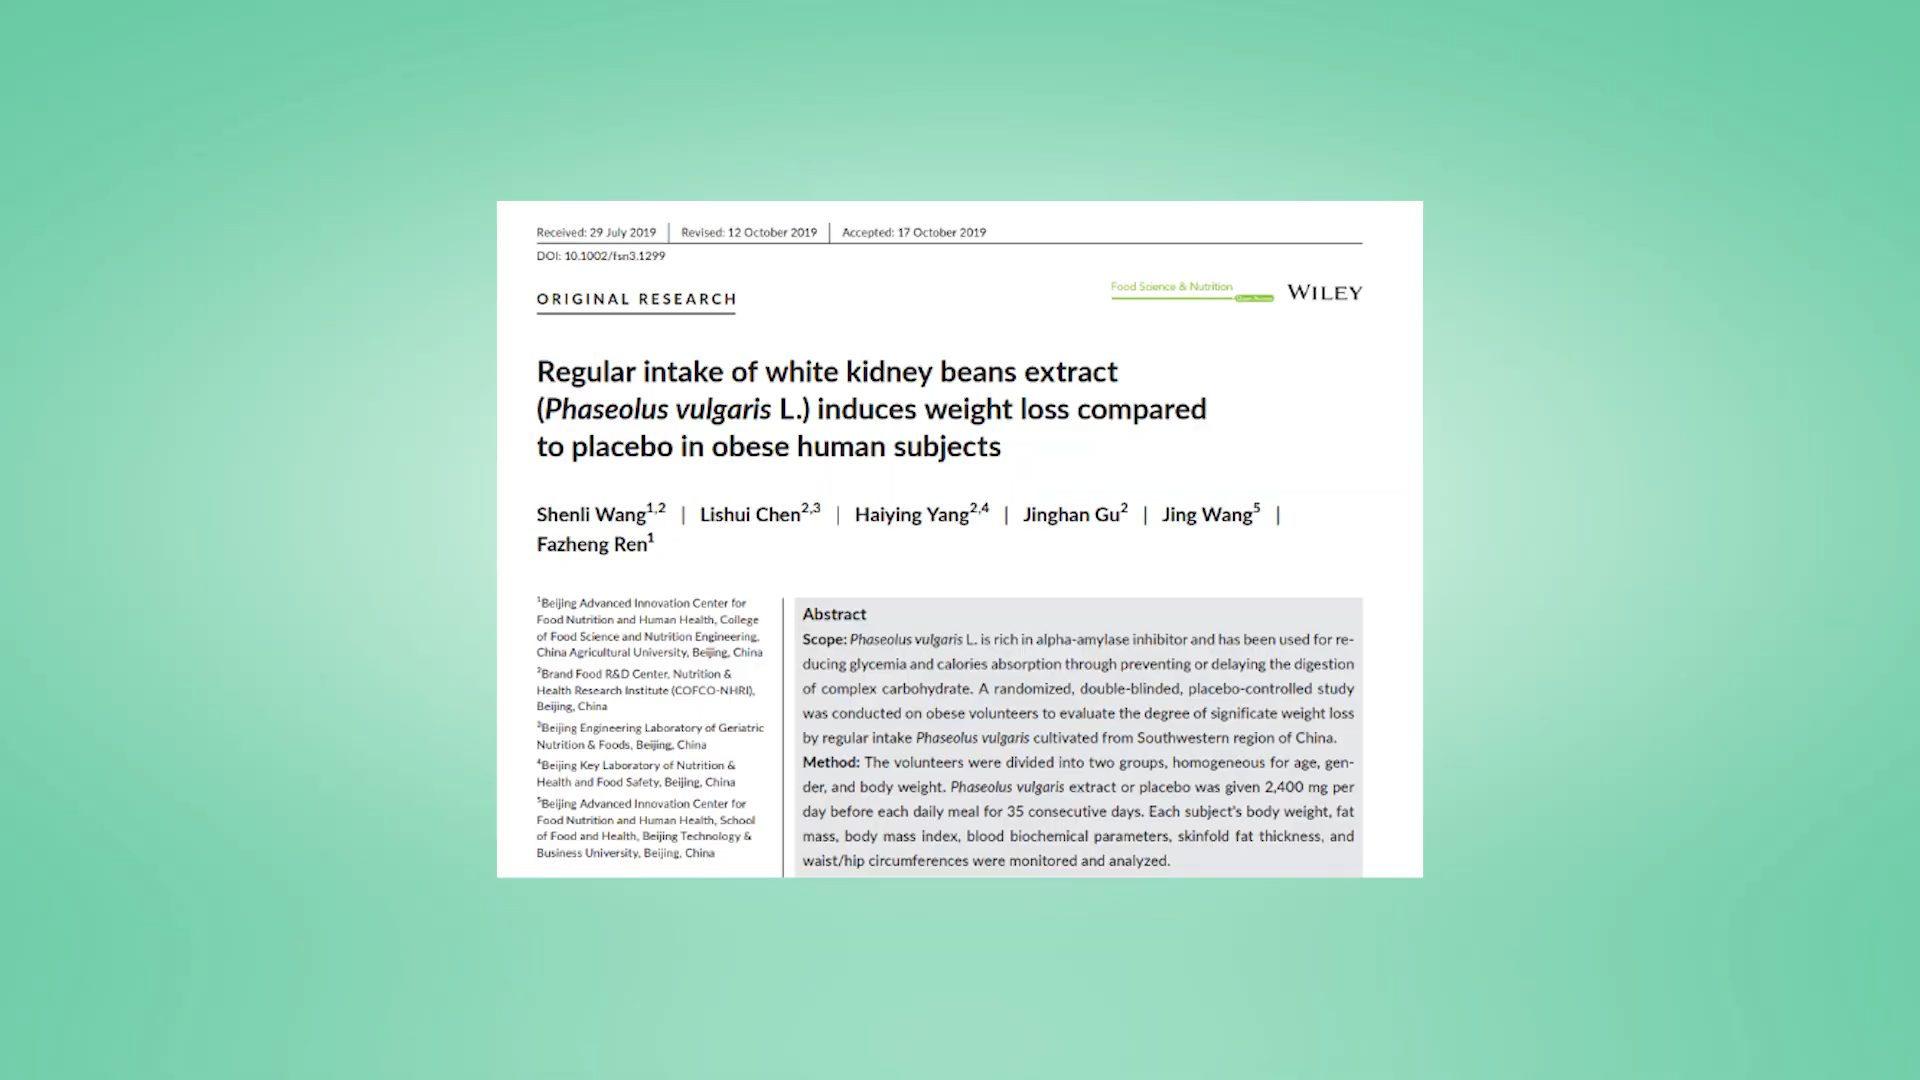 Received: 29 July 2019 | Revised: 12 October 2019 | Accepted: 17 October 2019
DOI: 10.1002/fsn3.1299
ORIGINAL RESEARCH
Food Science & Nutrition
Open Access
WILEY
Regular intake of white kidney beans extract
(Phaseolus vulgaris L.) induces weight loss compared
to placebo in obese human subjects
Shenli Wang1,2 | Lishui Chen2,3 | Haiying Yang2,4 | Jinghan Gu2 | Jing Wang5 |
Fazheng Ren1
1Beijing Advanced Innovation Center for
Food Nutrition and Human Health, College
of Food Science and Nutrition Engineering,
China Agricultural University, Beijing, China
2Brand Food R&D Center, Nutrition &
Health Research Institute (COFCO-NHRI),
Beijing, China
3Beijing Engineering Laboratory of Geriatric
Nutrition & Foods, Beijing, China
4Beijing Key Laboratory of Nutrition &
Health and Food Safety, Beijing, China
5Beijing Advanced Innovation Center for
Food Nutrition and Human Health, School
of Food and Health, Beijing Technology &
Business University, Beijing, China
Abstract
Scope: Phaseolus vulgaris L. is rich in alpha-amylase inhibitor and has been used for re-
ducing glycemia and calories absorption through preventing or delaying the digestion
of complex carbohydrate. A randomized, double-blinded, placebo-controlled study
was conducted on obese volunteers to evaluate the degree of significate weight loss
by regular intake Phaseolus vulgaris cultivated from Southwestern region of China.
Method: The volunteers were divided into two groups, homogeneous for age, gen-
der, and body weight. Phaseolus vulgaris extract or placebo was given 2,400 mg per
day before each daily meal for 35 consecutive days. Each subject's body weight, fat
mass, body mass index, blood biochemical parameters, skinfold fat thickness, and
waist/hip circumferences were monitored and analyzed.